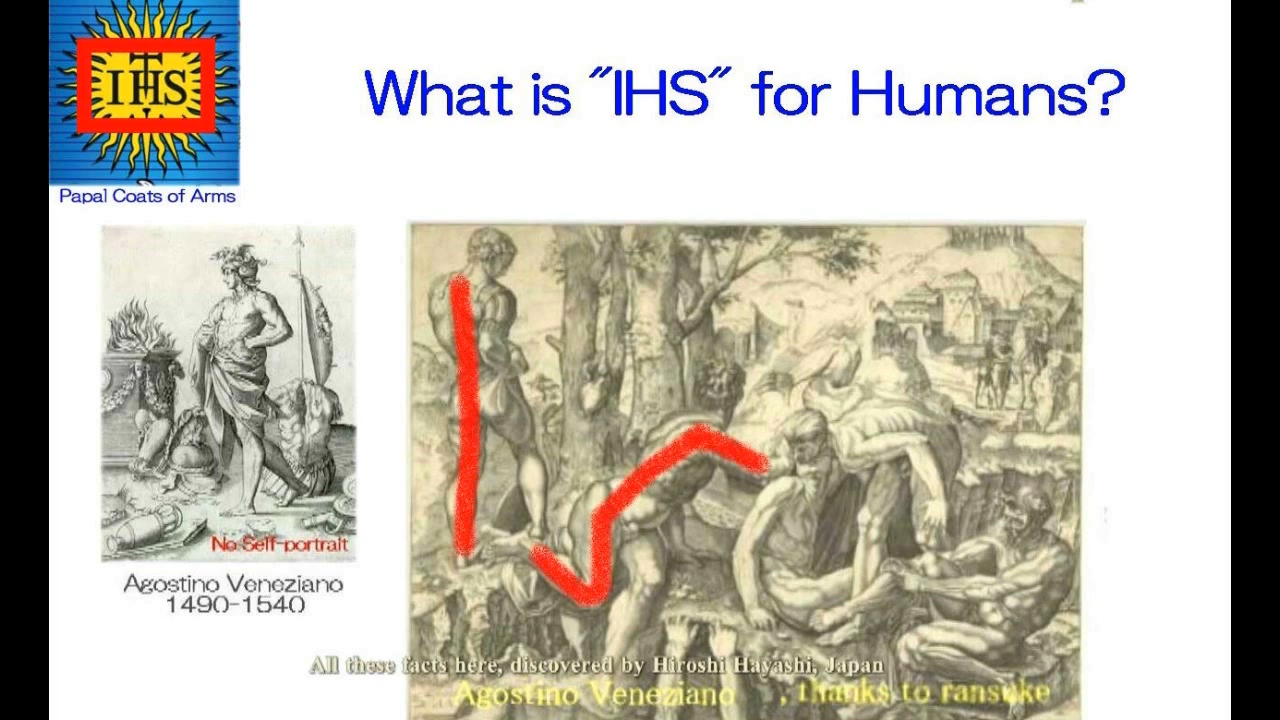 IHS
What is "IHS" for Humans?
Papal Coats of Arms
No Self-portrait
Agostino Veneziano
1490-1540
All these facts here, discovered by Hiroshi Hayashi, Japan
Agostino Veneziano , thanks to ransuke